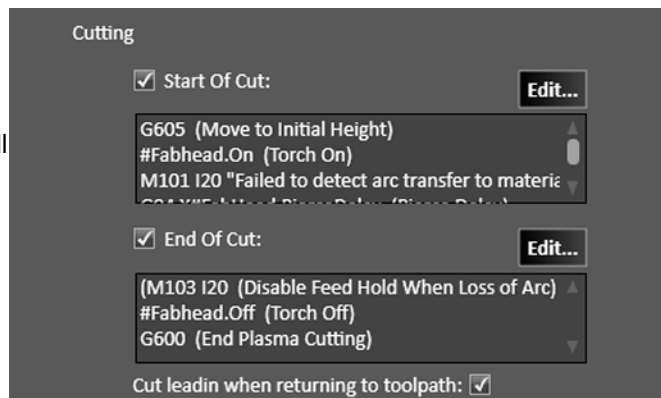 Cutting
Start Of Cut:
Edit...
G605 (Move to Initial Height)
#Fabhead.On (Torch On)
M101 I20 "Failed to detect arc transfer to materia
End Of Cut:
Edit...
(M103 I20 (Disable Feed Hold When Loss of Arc)
#Fabhead.Off (Torch Off)
G600 (End Plasma Cutting)
Cut leadin when returning to toolpath: